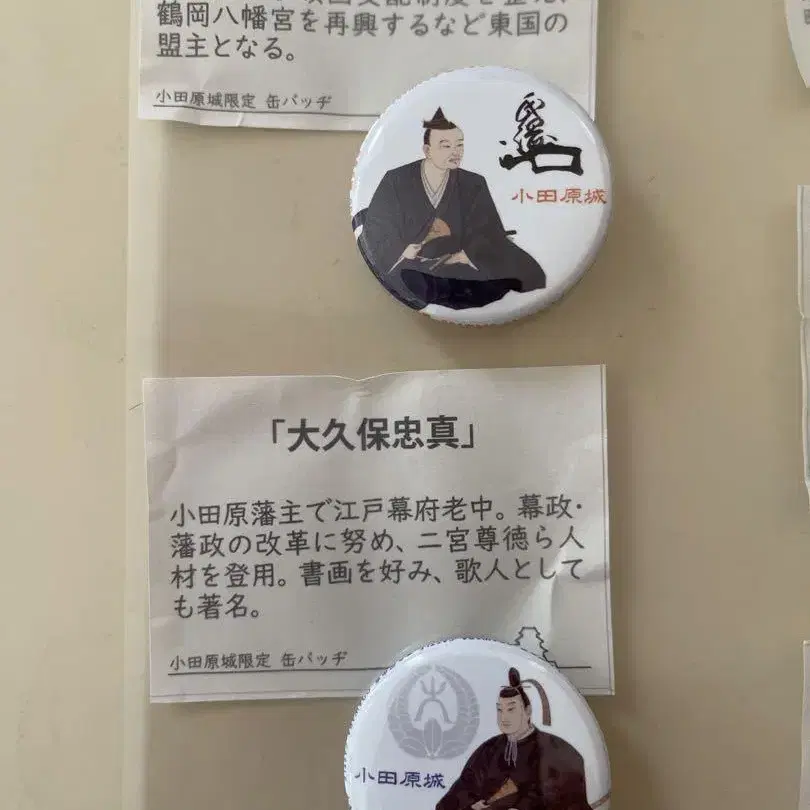 鶴岡八幡宮を再興するなど東国の
盟主となる。
小田原城限定 缶バッヂ
小田原城
「大久保忠真」
小田原藩主で江戸幕府老中。幕政・
藩政の改革に努め、二宮尊徳ら人
材を登用。書画を好み、歌人として
も著名。
小田原城限定 缶バッヂ
小田原城